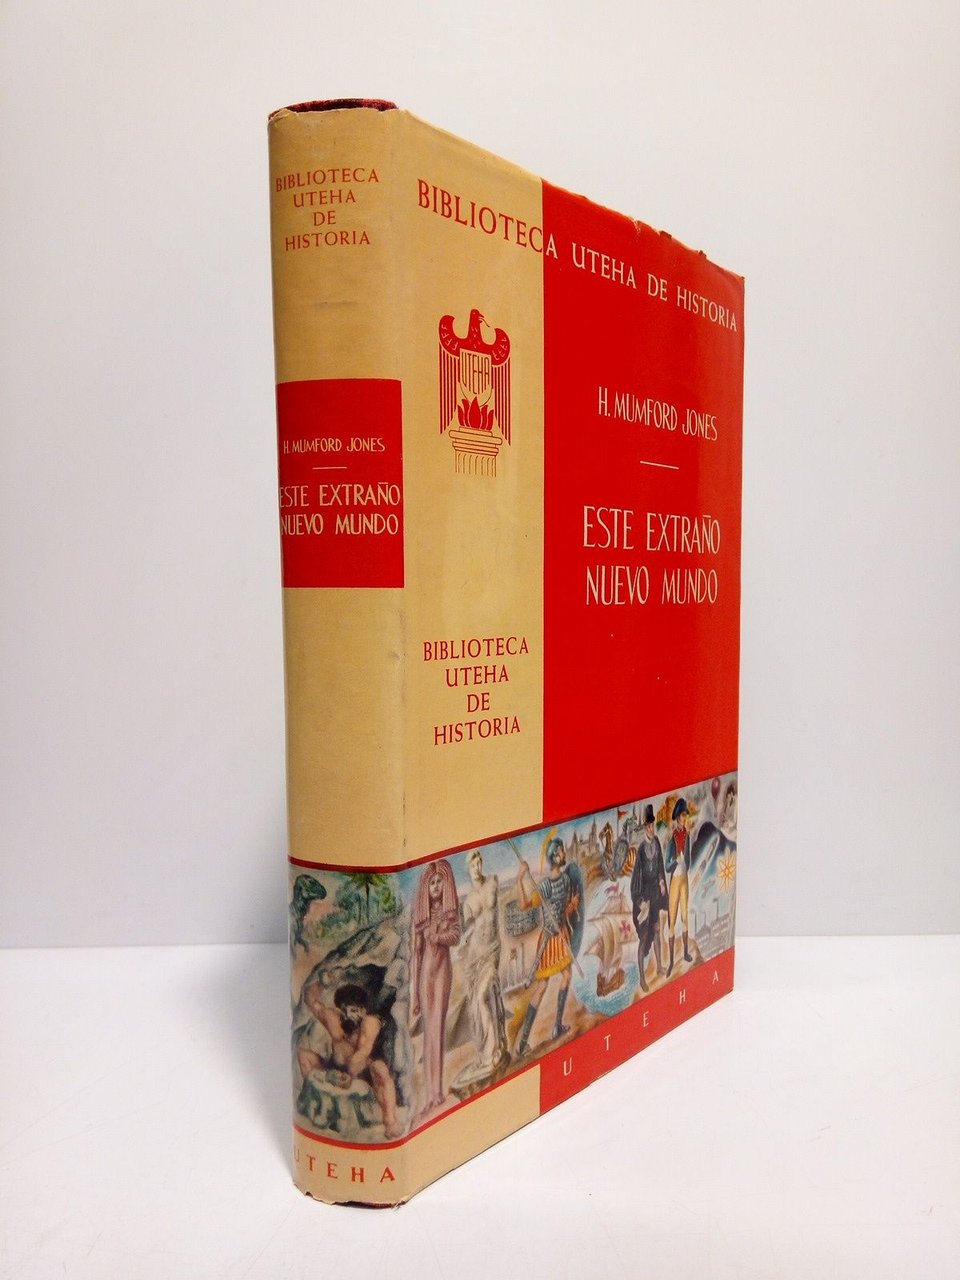 BIBLIOTECA
UTEHA
DE
HISTORIA
H. MUMFORD JONES
ESTE EXTRAÑO
NUEVO MUNDO
UTEHA
BIBLIOTECA UTEHA DE HISTORIA
UTEHA
H. MUMFORD JONES
ESTE EXTRAÑO
NUEVO MUNDO
BIBLIOTECA
UTEHA
DE
HISTORIA
UTEHA